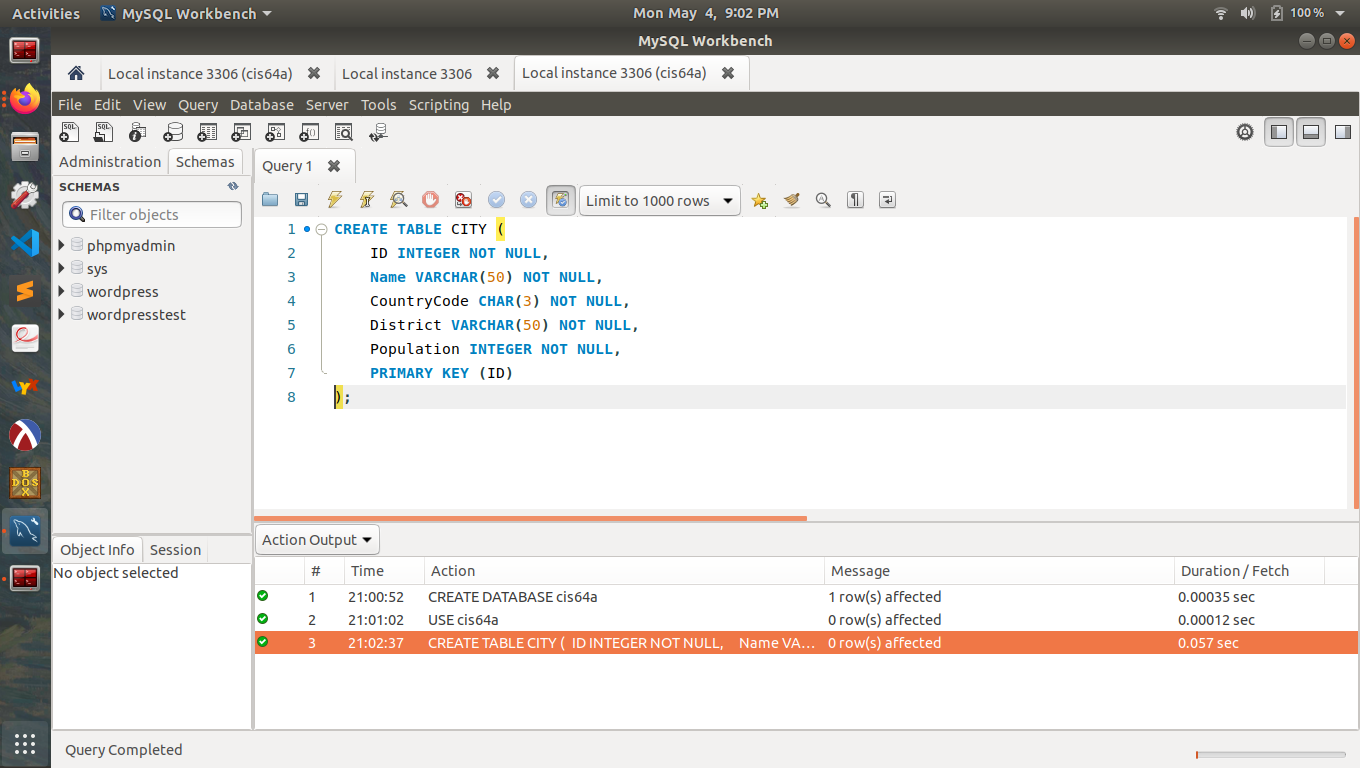 Activities MySQL Workbench Mon May 4, 9:02 PM 100%
MySQL Workbench
Local instance 3306 (cis64a) Local instance 3306 Local instance 3306 (cis64a)
File Edit View Query Database Server Tools Scripting Help
Administration Schemas Query 1
SCHEMAS
Limit to 1000 rows
Filter objects
phpmyadmin
sys
wordpress
wordpresstest
1 CREATE TABLE CITY (
2 ID INTEGER NOT NULL,
3 Name VARCHAR(50) NOT NULL,
4 CountryCode CHAR(3) NOT NULL,
5 District VARCHAR(50) NOT NULL,
6 Population INTEGER NOT NULL,
7 PRIMARY KEY (ID)
8 );
Object Info Session
No object selected
Action Output
# Time Action Message Duration / Fetch
1 21:00:52 CREATE DATABASE cis64a 1 row(s) affected 0.00035 sec
2 21:01:02 USE cis64a 0 row(s) affected 0.00012 sec
3 21:02:37 CREATE TABLE CITY ( ID INTEGER NOT NULL, Name VA... 0 row(s) affected 0.057 sec
Query Completed